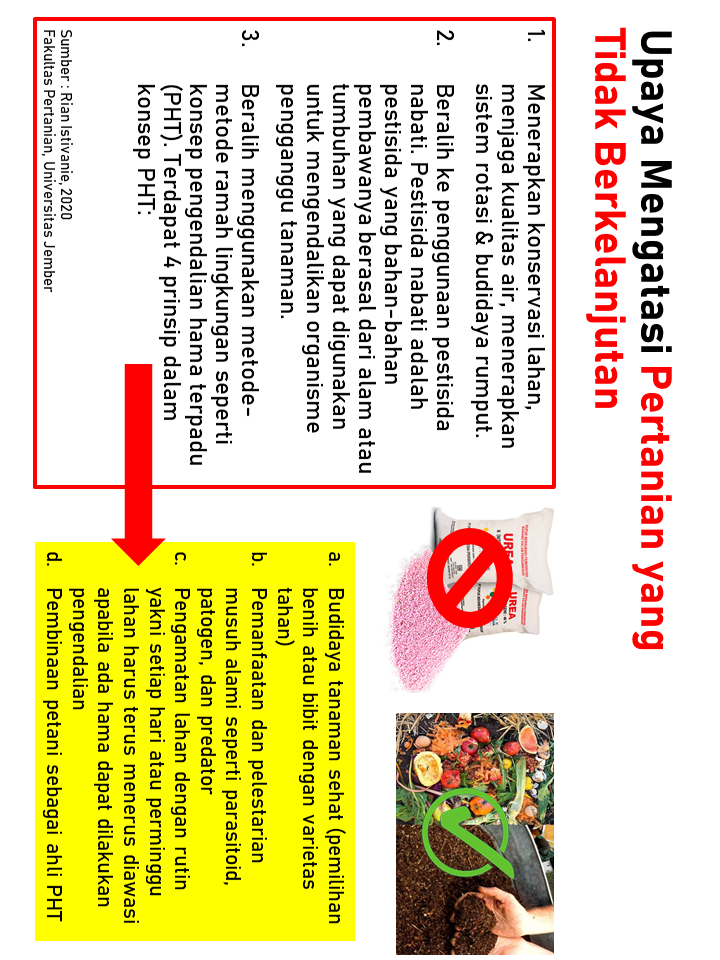 Upaya Mengatasi Pertanian yang
Tidak Berkelanjutan
1. Menerapkan konservasi lahan,
menjaga kualitas air, menerapkan
sistem rotasi & budidaya rumput.
2. Beralih ke penggunaan pestisida
nabati. Pestisida nabati adalah
pestisida yang bahan-bahan
pembawanya berasal dari alam atau
tumbuhan yang dapat digunakan
untuk mengendalikan organisme
pengganggu tanaman.
3. Beralih menggunakan metode-
metode ramah lingkungan seperti
konsep pengendalian hama terpadu
(PHT). Terdapat 4 prinsip dalam
konsep PHT:
Sumber : Rian Istivanie, 2020
Fakultas Pertanian, Universitas Jember
UREA
UREA
a. Budidaya tanaman sehat (pemilihan
benih atau bibit dengan varietas
tahan)
b. Pemanfaatan dan pelestarian
musuh alami seperti parasitoid,
patogen, dan predator
c. Pengamatan lahan dengan rutin
yakni setiap hari atau perminggu
lahan harus terus menerus diawasi
apabila ada hama dapat dilakukan
pengendalian
d. Pembinaan petani sebagai ahli PHT